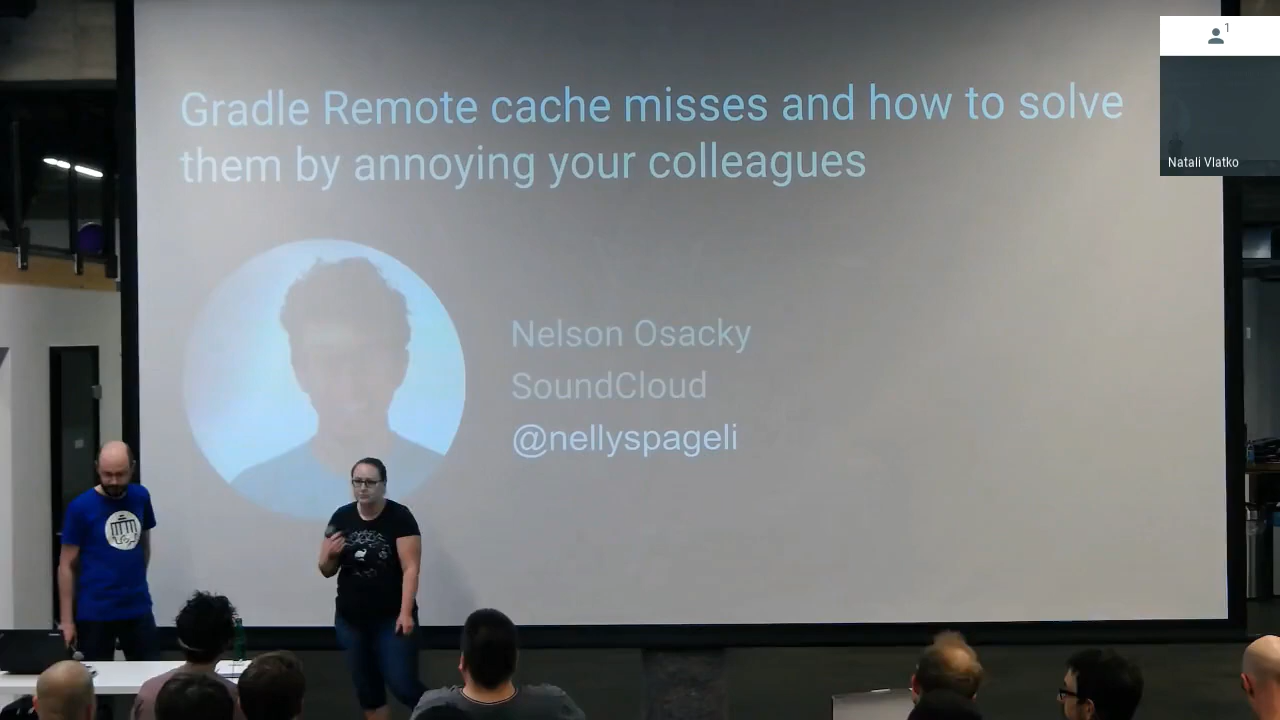 Gradle Remote cache misses and how to solve
them by annoying your colleagues
Nelson Osacky
SoundCloud
@nellyspageli
1
Natali Vlatko